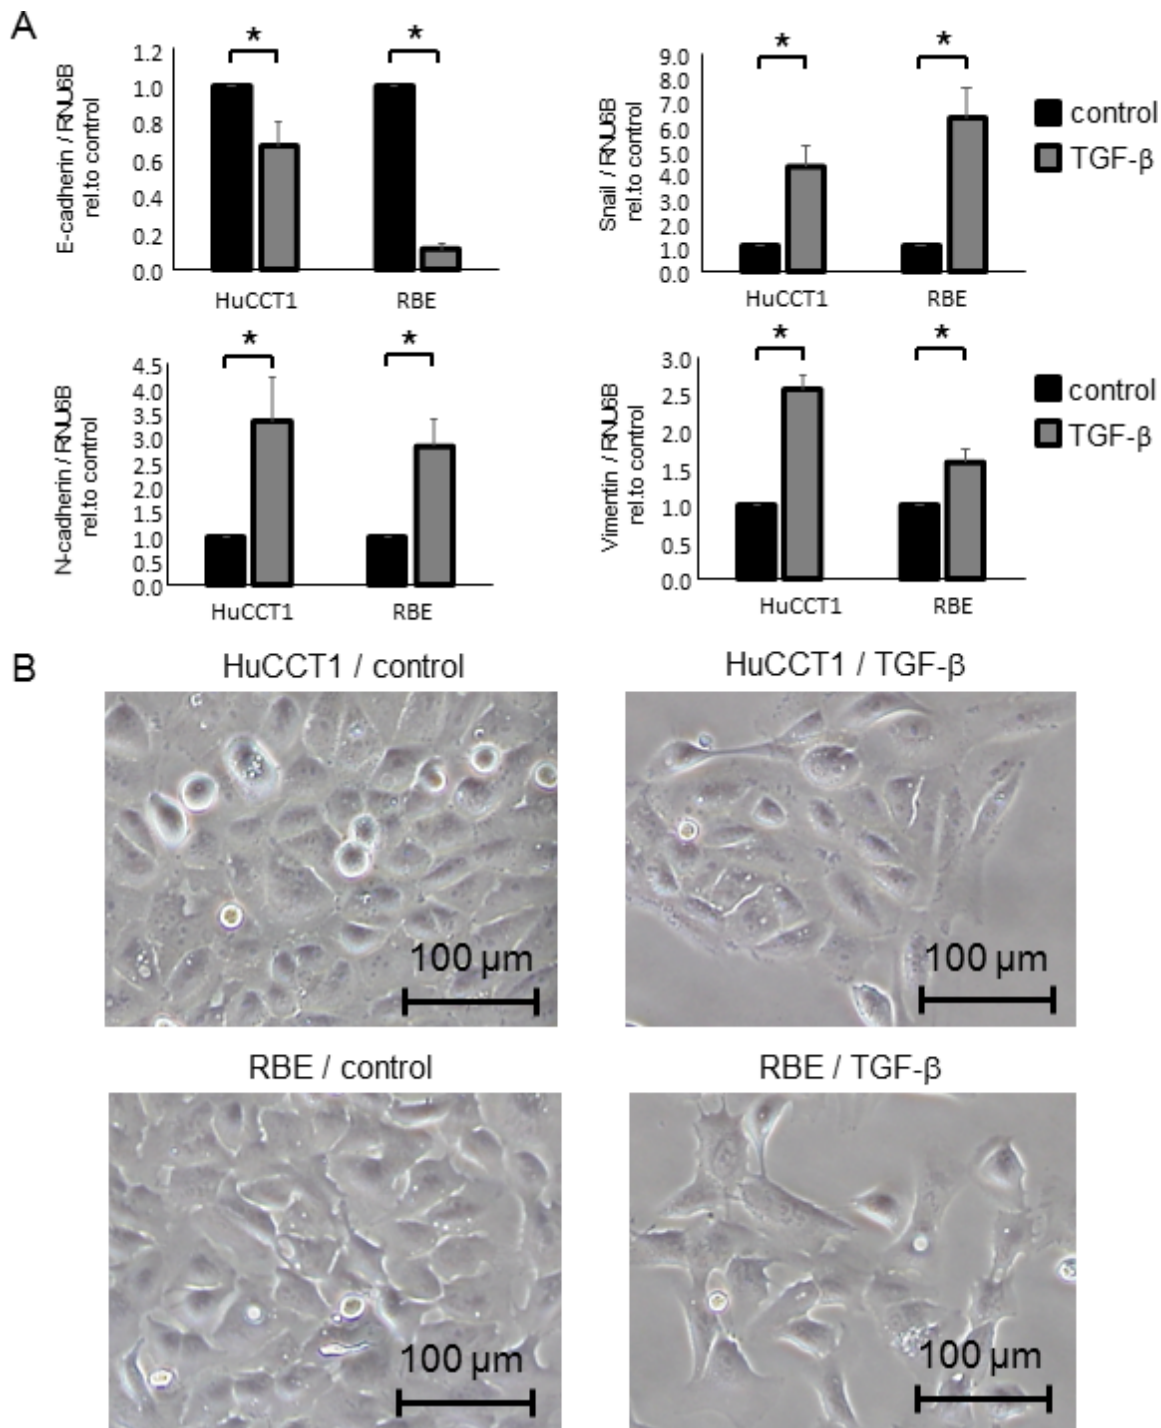 A
E-cadherin / RNU6B
rel.to control
1.2
1.0
0.8
0.6
0.4
0.2
0.0
*
*
HuCCT1
RBE
Snail / RNU6B
rel.to control
9.0
8.0
7.0
6.0
5.0
4.0
3.0
2.0
1.0
0.0
*
*
HuCCT1
RBE
control
TGF-β
N-cadherin / RNU6B
rel.to control
4.5
4.0
3.5
3.0
2.5
2.0
1.5
1.0
0.5
0.0
*
*
HuCCT1
RBE
Vimentin / RNU6B
rel.to control
3.0
2.5
2.0
1.5
1.0
0.5
0.0
*
*
HuCCT1
RBE
control
TGF-β
B
HuCCT1 / control
HuCCT1 / TGF-β
100 µm
100 µm
RBE / control
RBE / TGF-β
100 µm
100 µm